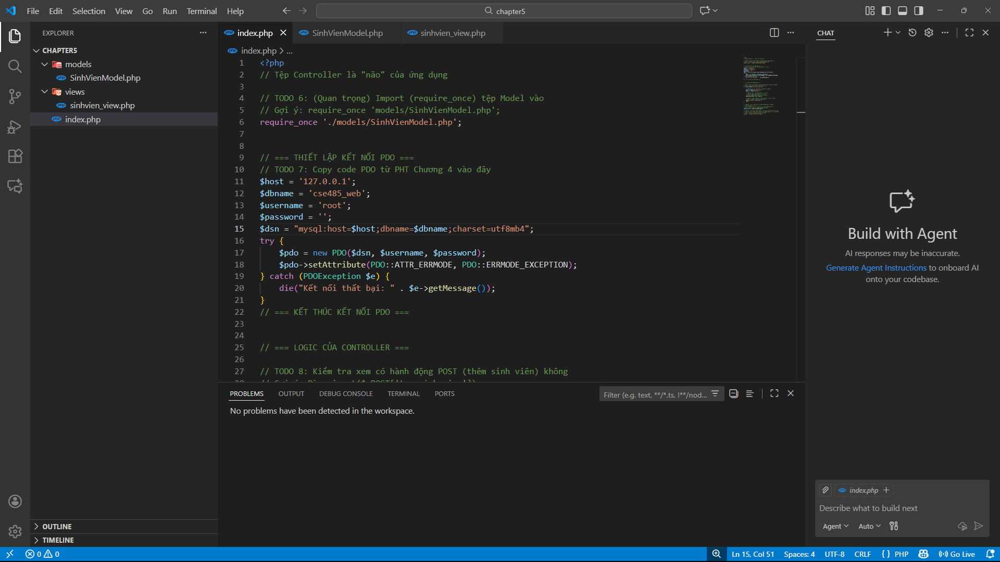 File Edit Selection View Go Run Terminal Help
chapter5
EXPLORER
CHAPTER5
models
SinhVienModel.php
views
sinhvien_view.php
index.php
OUTLINE
TIMELINE
index.php SinhVienModel.php sinhvien_view.php
index.php > ...
1 <?php
2 // Tệp Controller là "não" của ứng dụng
3
4 // TODO 6: (Quan trọng) Import (require_once) tệp Model vào
5 // Gợi ý: require_once 'models/SinhVienModel.php';
6 require_once './models/SinhVienModel.php';
7
8
9 // === THIẾT LẬP KẾT NỐI PDO ===
10 // TODO 7: Copy code PDO từ PHT Chương 4 vào đây
11 $host = '127.0.0.1';
12 $dbname = 'cse485_web';
13 $username = 'root';
14 $password = '';
15 $dsn = "mysql:host=$host;dbname=$dbname;charset=utf8mb4";
16 try {
17 $pdo = new PDO($dsn, $username, $password);
18 $pdo->setAttribute(PDO::ATTR_ERRMODE, PDO::ERRMODE_EXCEPTION);
19 } catch (PDOException $e) {
20 die("Kết nối thất bại: " . $e->getMessage());
21 }
22 // === KẾT THÚC KẾT NỐI PDO ===
23
24
25 // === LOGIC CỦA CONTROLLER ===
26
27 // TODO 8: Kiểm tra xem có hành động POST (thêm sinh viên) không
PROBLEMS OUTPUT DEBUG CONSOLE TERMINAL PORTS
Filter (e.g. text, **/*.ts, !**/nod...
No problems have been detected in the workspace.
CHAT
Build with Agent
AI responses may be inaccurate.
Generate Agent Instructions to onboard AI
onto your codebase.
index.php
Describe what to build next
Agent Auto
0 0
Ln 15, Col 51 Spaces: 4 UTF-8 CRLF { } PHP Go Live